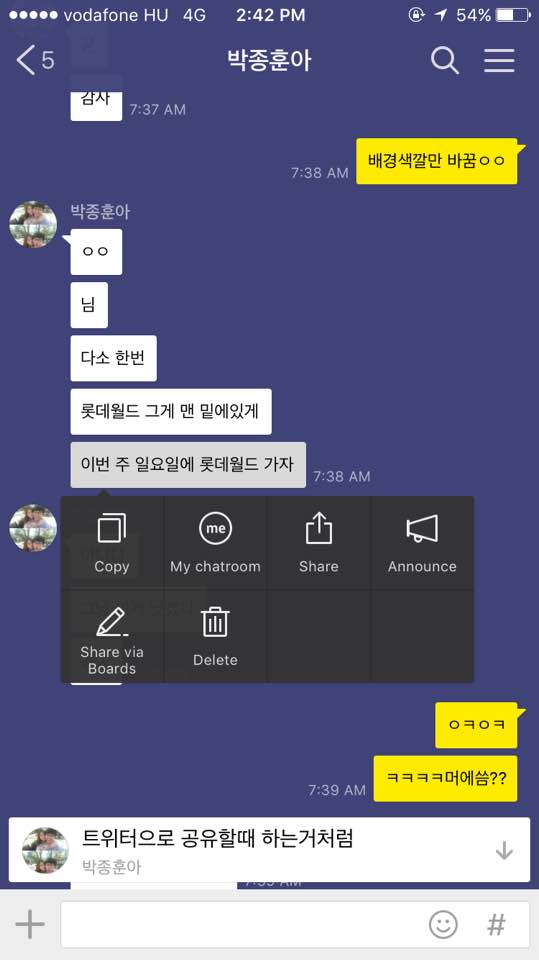 vodafone HU 4G 2:42 PM 54%
5 박종훈아
감사
7:37 AM
배경색깔만 바꿈ㅇㅇ
7:38 AM
박종훈아
ㅇㅇ
님
다소 한번
롯데월드 그게 맨 밑에있게
이번 주 일요일에 롯데월드 가자
7:38 AM
Copy
My chatroom
Share
Announce
Share via
Boards
Delete
ㅇㅋㅇㅋ
ㅋㅋㅋㅋ머에씀??
7:39 AM
트위터으로 공유할때 하는거처럼
박종훈아
7:39 AM
#